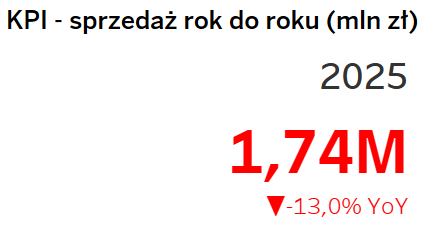 KPI - sprzedaż rok do roku (mln zł)
2025
1,74M
▼-13,0% YoY